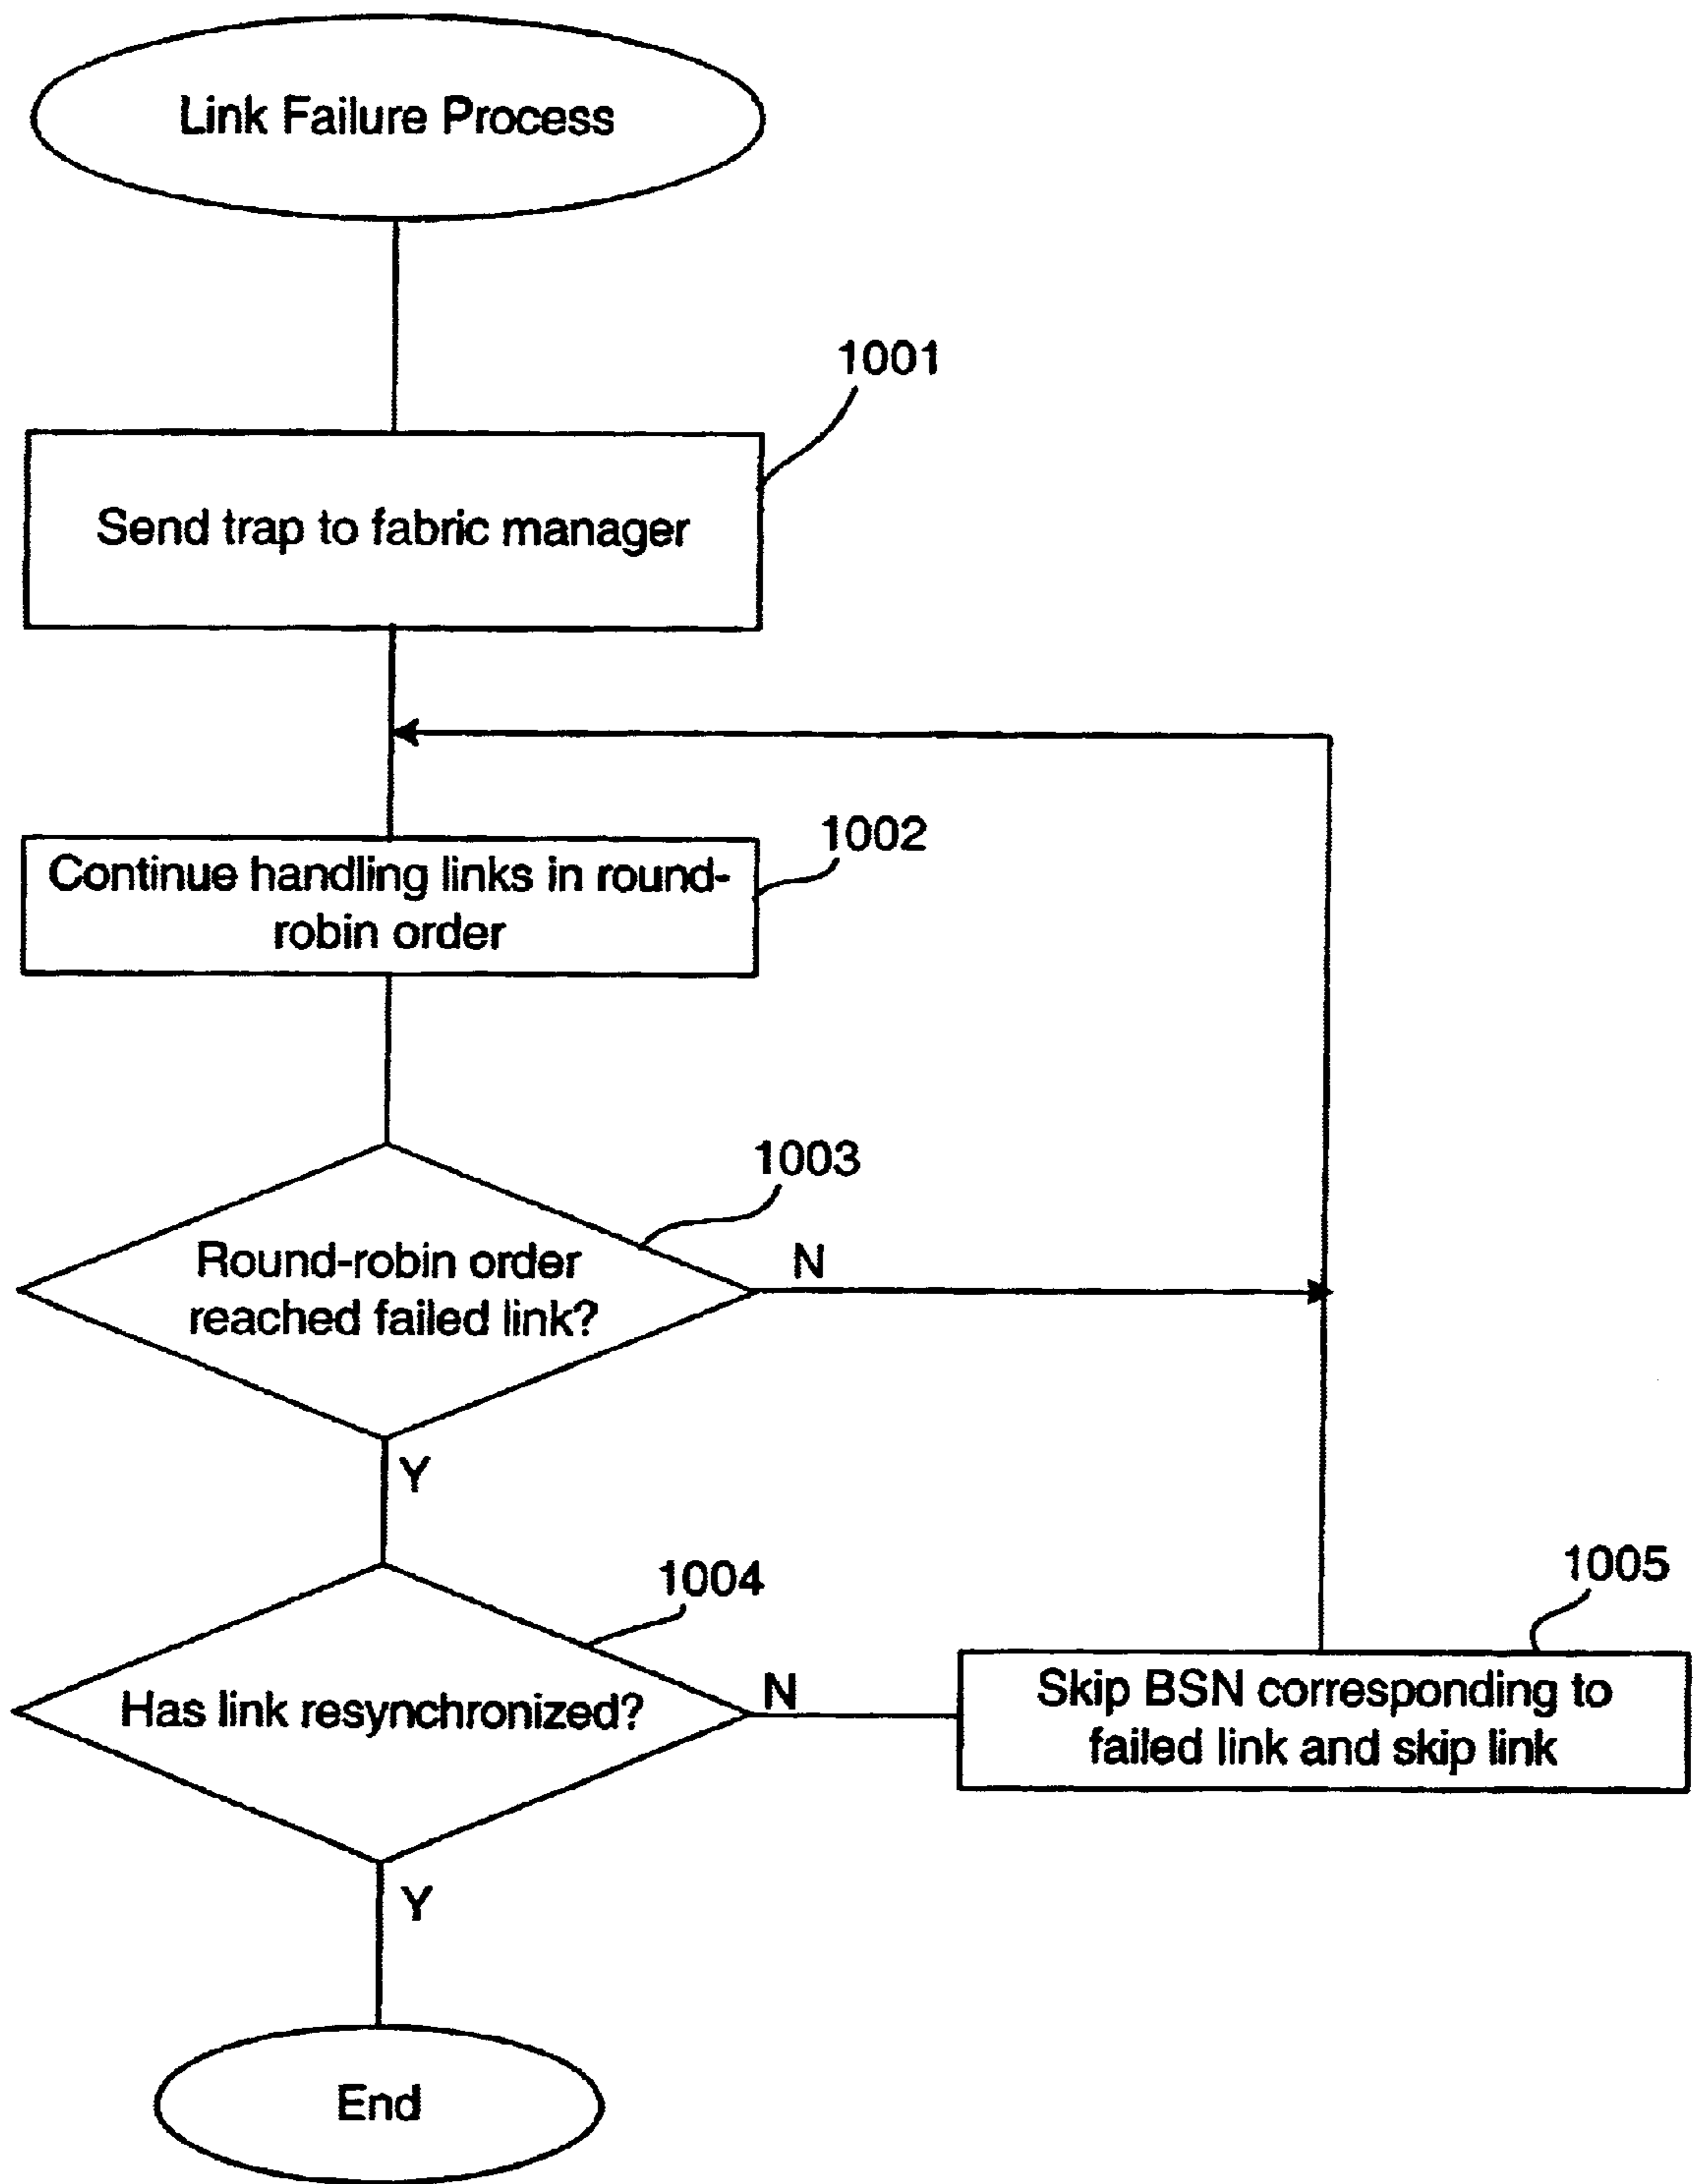 Link Failure Process
1001
Send trap to fabric manager
1002
Continue handling links in round-
robin order
1003
Round-robin order
reached failed link?
N
Y
1004
Has link resynchronized?
N
1005
Skip BSN corresponding to
failed link and skip link
Y
End